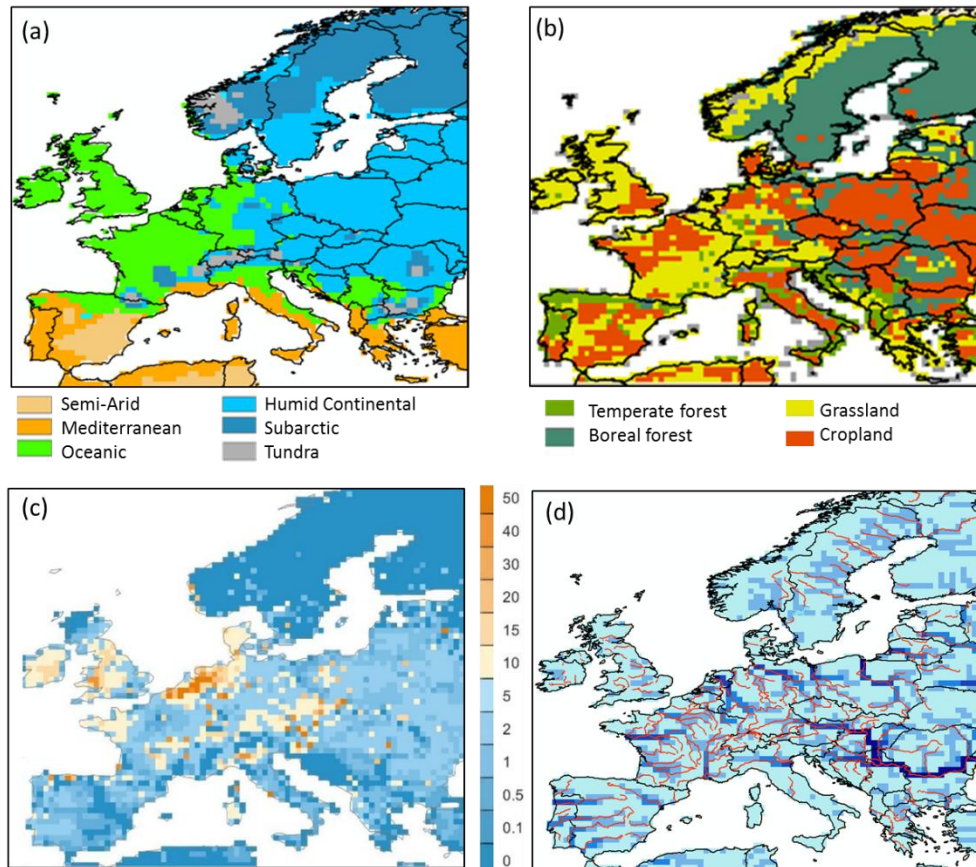 (a)
(b)
Semi-Arid
Humid Continental
Mediterranean
Subarctic
Oceanic
Tundra
Temperate forest
Grassland
Boreal forest
Cropland
(c)
50
40
30
20
15
10
5
2
1
0.5
0.1
0
(d)